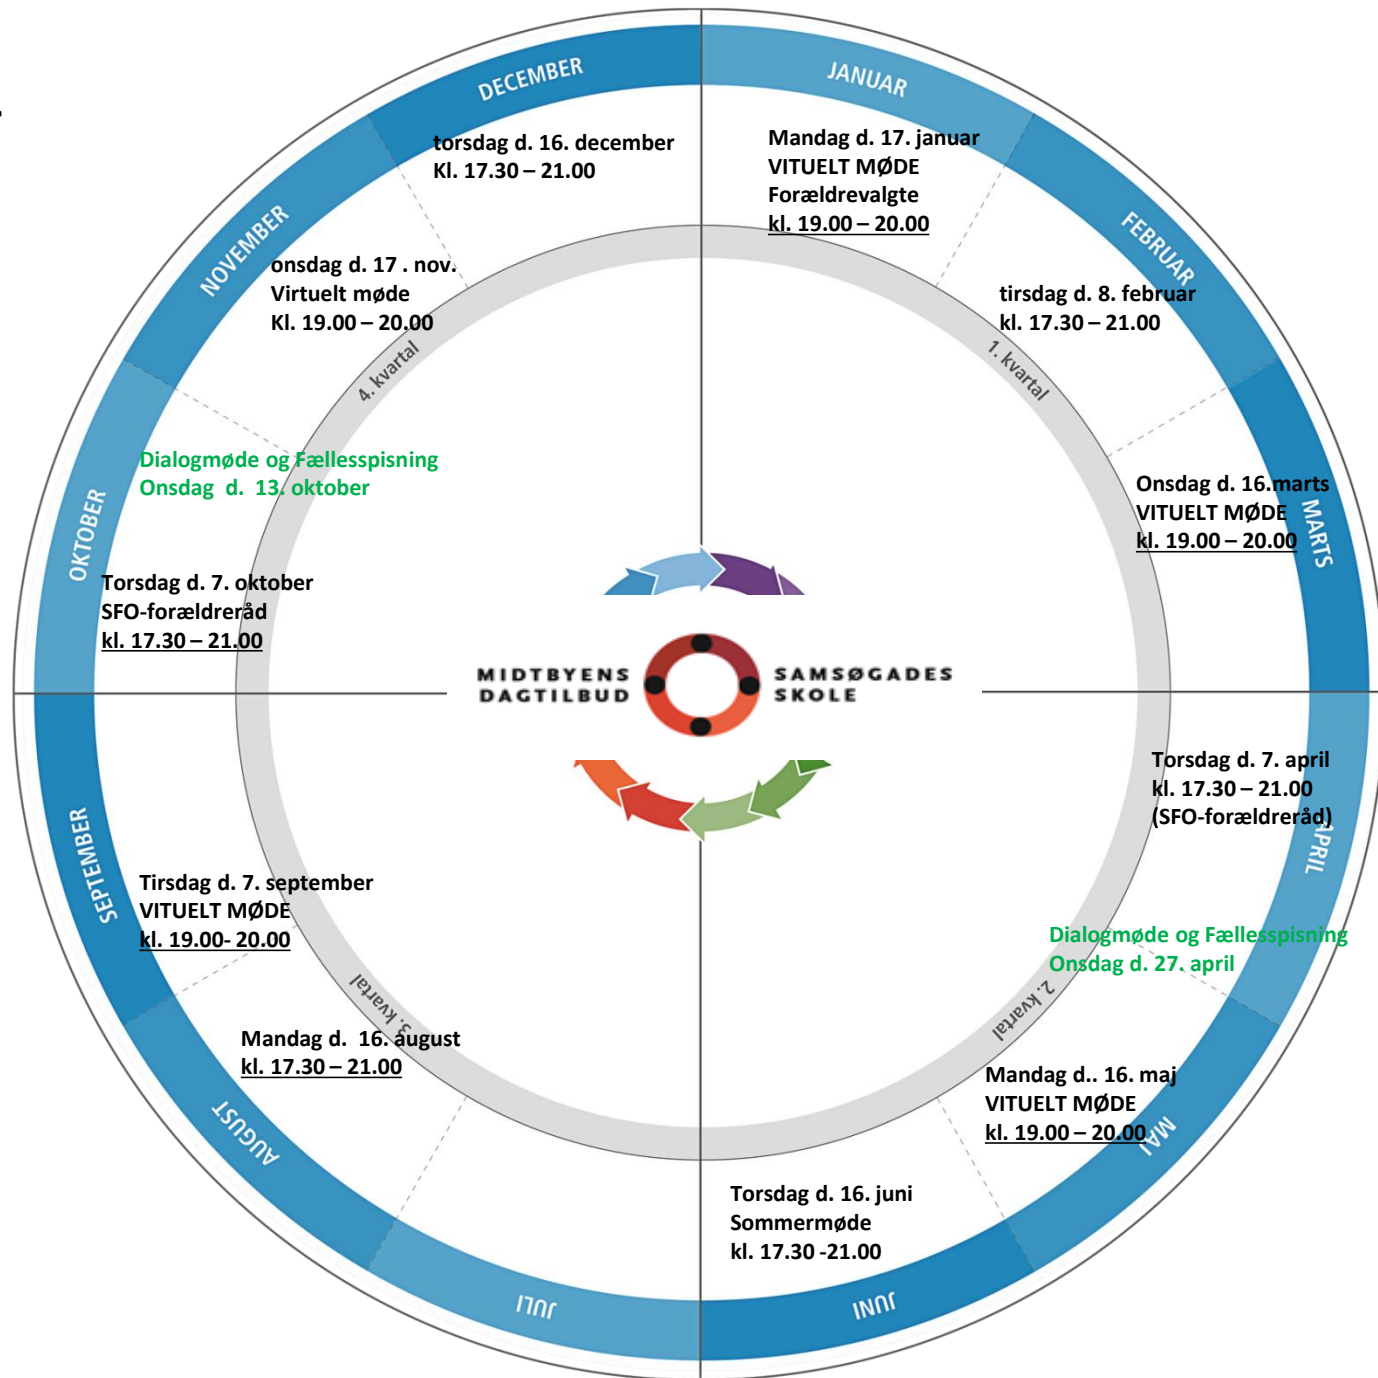 JANUAR
Mandag d. 17. januar
VITUELT MØDE
Forældrevalgte
kl. 19.00 – 20.00
FEBRUAR
tirsdag d. 8. februar
kl. 17.30 – 21.00
1. kvartal
MARTS
Onsdag d. 16.marts
VITUELT MØDE
kl. 19.00 – 20.00
APRIL
Torsdag d. 7. april
kl. 17.30 – 21.00
(SFO-forældreråd)
Dialogmøde og Fællesspisning
Onsdag d. 27. april
2. kvartal
MAJ
Mandag d.. 16. maj
VITUELT MØDE
kl. 19.00 – 20.00
JUNI
Torsdag d. 16. juni
Sommermøde
kl. 17.30 -21.00
JULI
AUGUST
Mandag d. 16. august
kl. 17.30 – 21.00
3. kvartal
SEPTEMBER
Tirsdag d. 7. september
VITUELT MØDE
kl. 19.00- 20.00
OKTOBER
Torsdag d. 7. oktober
SFO-forældreråd
kl. 17.30 – 21.00
Dialogmøde og Fællesspisning
Onsdag d. 13. oktober
4. kvartal
NOVEMBER
onsdag d. 17 . nov.
Virtuelt møde
Kl. 19.00 – 20.00
DECEMBER
torsdag d. 16. december
Kl. 17.30 – 21.00
MIDTBYENS
DAGTILBUD
SAMSØGADES
SKOLE